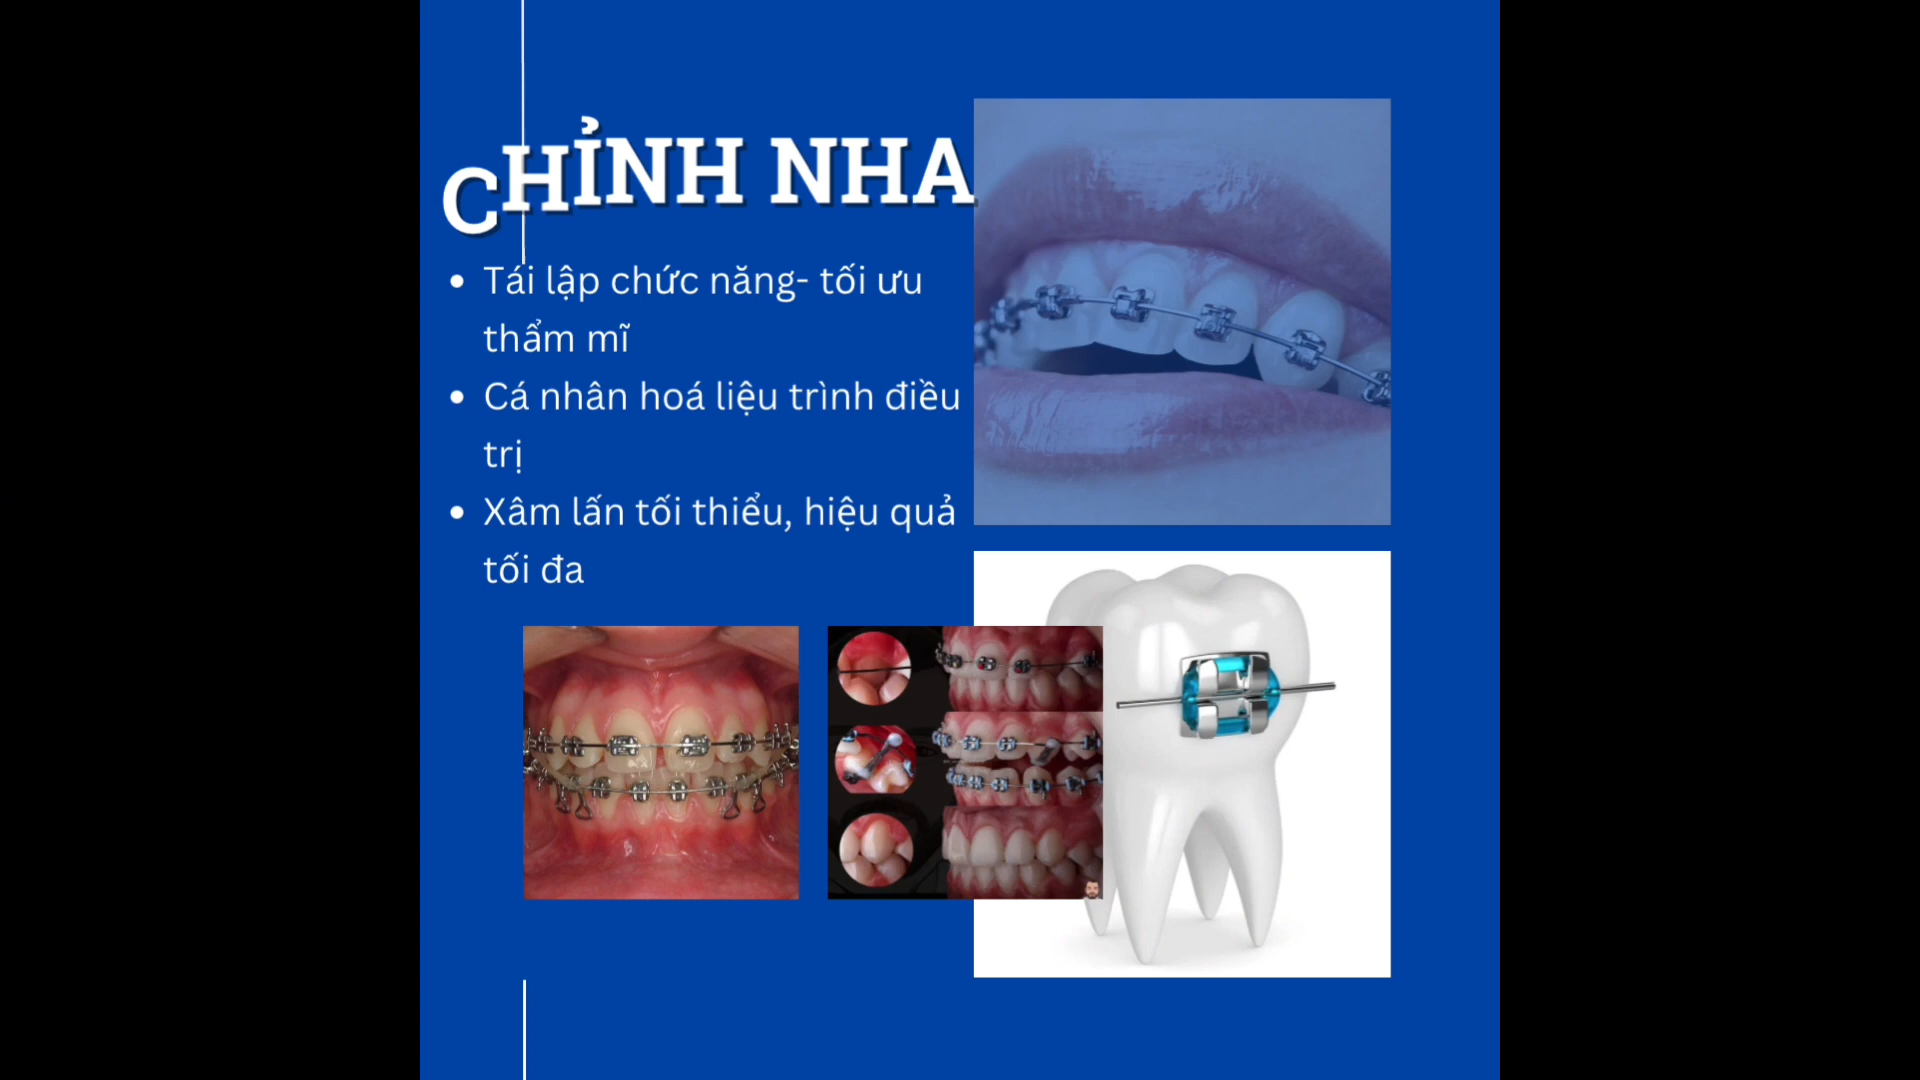 CHỈNH NHA
• Tái lập chức năng- tối ưu
thẩm mĩ
• Cá nhân hoá liệu trình điều
trị
• Xâm lấn tối thiểu, hiệu quả
tối đa